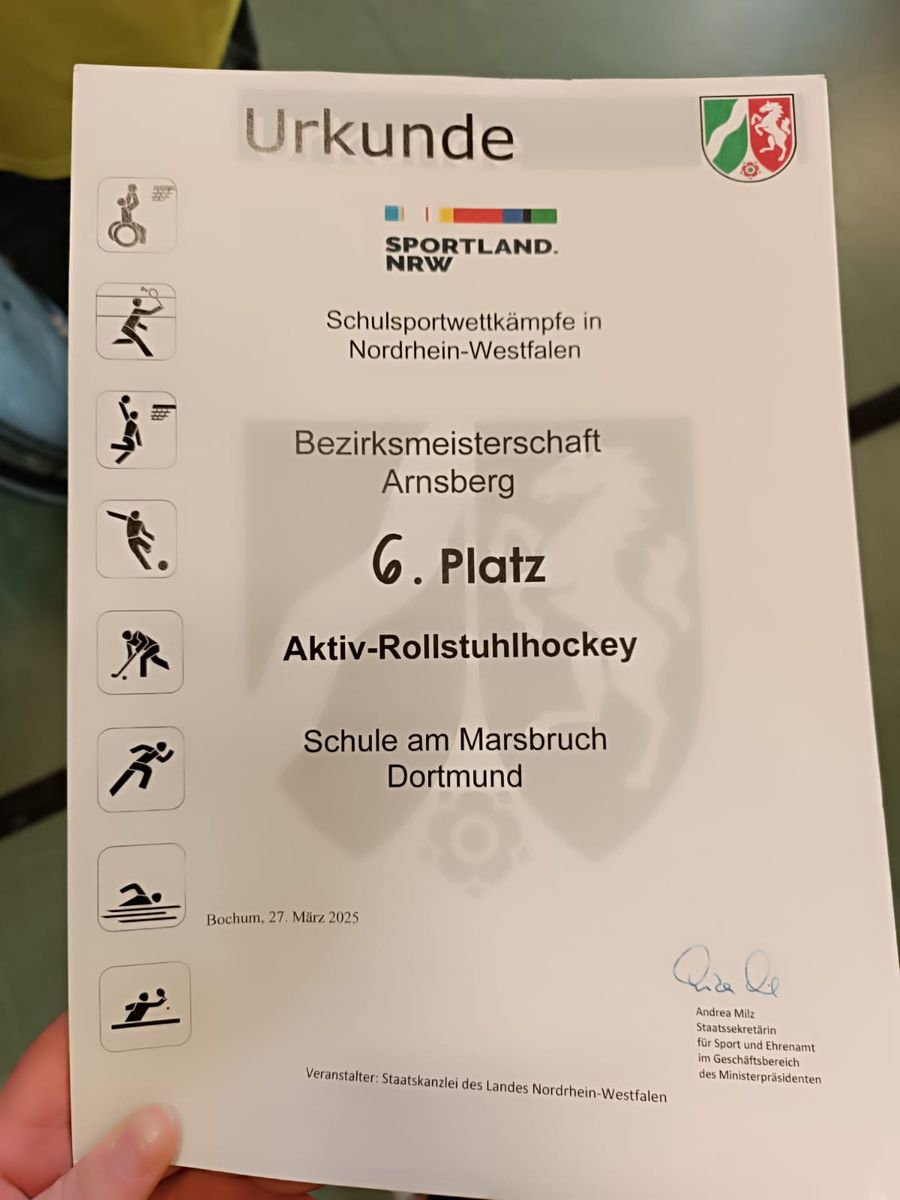 Urkunde
SPORTLAND.
NRW
Schulsportwettkämpfe in
Nordrhein-Westfalen
Bezirksmeisterschaft
Arnsberg
6. Platz
Aktiv-Rollstuhlhockey
Schule am Marsbruch
Dortmund
Bochum, 27. März 2025
Andrea Milz
Staatssekretärin
für Sport und Ehrenamt
im Geschäftsbereich
des Ministerpräsidenten
Veranstalter: Staatskanzlei des Landes Nordrhein-Westfalen